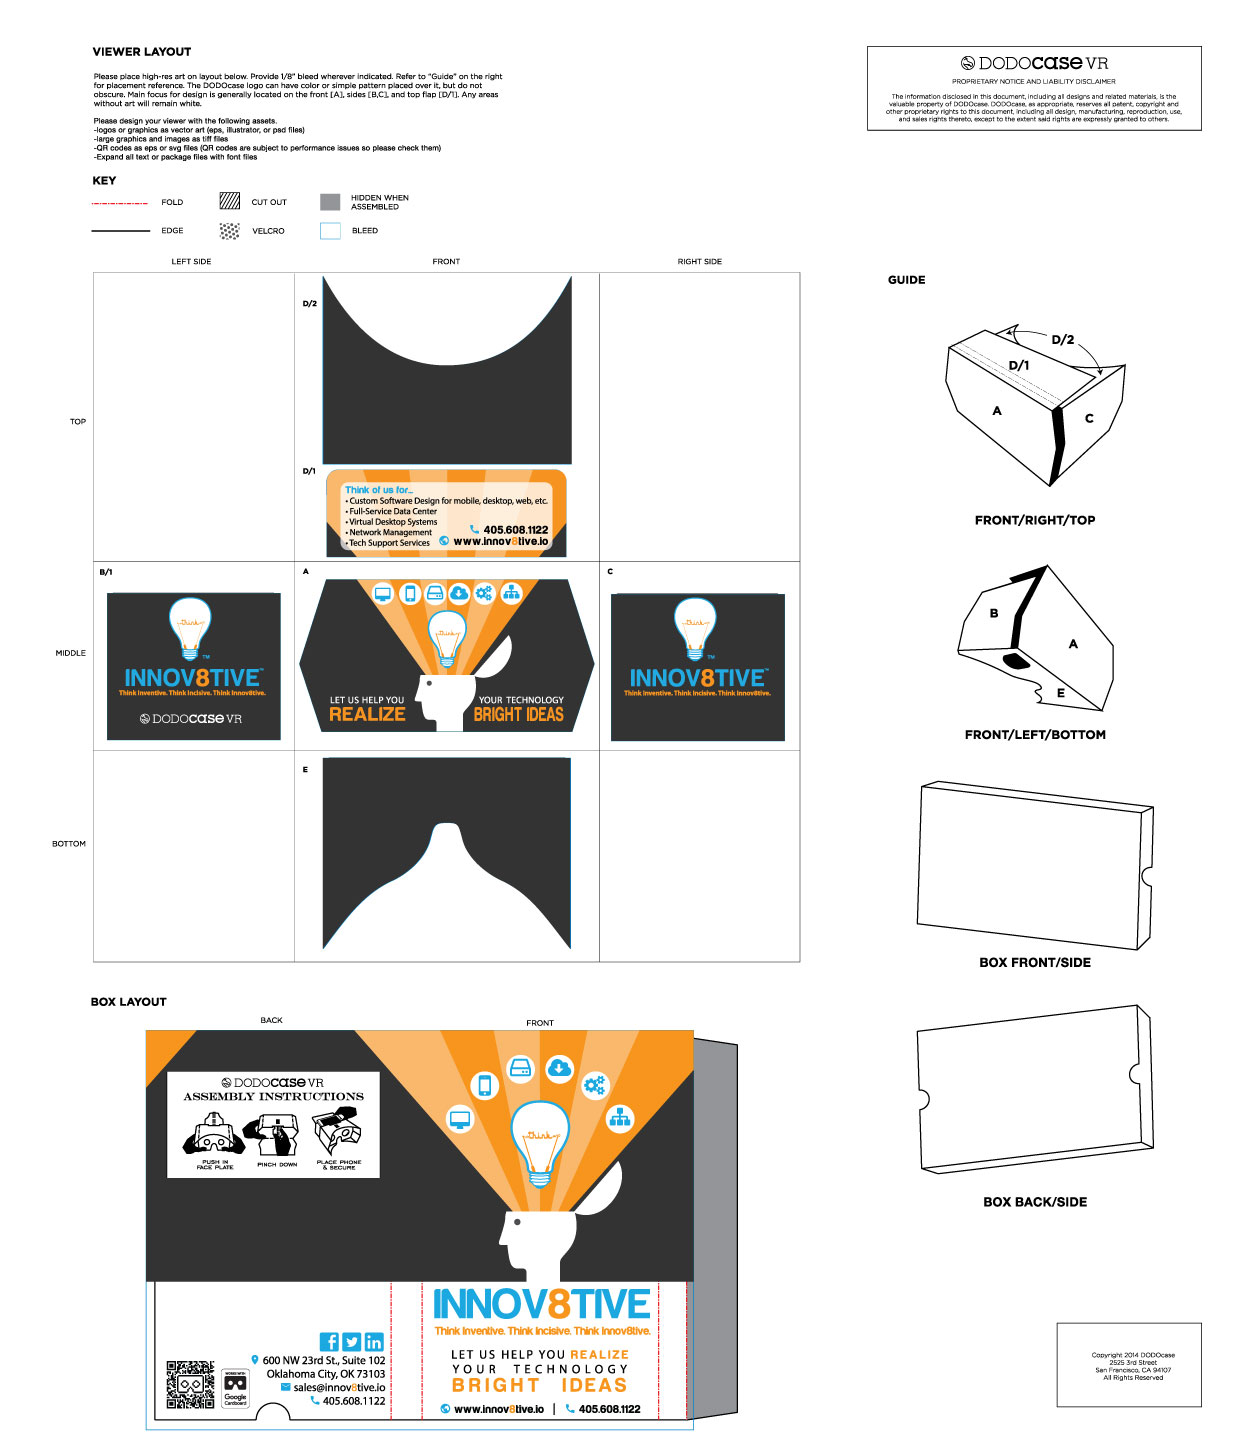 VIEWER LAYOUT
Please place high-res art on layout below. Provide 1/8" bleed wherever indicated. Refer to "Guide" on the right
for placement reference. The DODOcase logo can have color or simple pattern placed over it, but do not
obscure. Main focus for design is generally located on the front [A], sides [B,C], and top flap [D/1]. Any areas
without art will remain white.
Please design your viewer with the following assets.
-logos or graphics as vector art (eps, illustrator, or psd files)
-large graphics and images as tiff files
-QR codes as eps or svg files (QR codes are subject to performance issues so please check them)
-Expand all text or package files with font files
DODOcase VR
PROPRIETARY NOTICE AND LIABILITY DISCLAIMER
The information disclosed in this document, including all designs and related materials, is the
valuable property of DODOcase. DODOcase, as appropriate, reserves all patent, copyright and
other proprietary rights to this document, including all design, manufacturing, reproduction, use,
and sales rights thereto, except to the extent said rights are expressly granted to others.
KEY
FOLD
CUT OUT
HIDDEN WHEN
ASSEMBLED
EDGE
VELCRO
BLEED
LEFT SIDE
FRONT
RIGHT SIDE
TOP
D/2
D/1
Think of us for...
• Custom Software Design for mobile, desktop, web, etc.
• Full-Service Data Center
• Virtual Desktop Systems
• Network Management
• Tech Support Services
405.608.1122
www.innov8tive.io
MIDDLE
B/1
think
TM
INNOV8TIVE™
Think Inventive. Think Incisive. Think Innov8tive.
DODOcase VR
A
think
LET US HELP YOU
REALIZE
YOUR TECHNOLOGY
BRIGHT IDEAS
C
think
TM
INNOV8TIVE™
Think Inventive. Think Incisive. Think Innov8tive.
BOTTOM
E
GUIDE
D/2
D/1
A
C
FRONT/RIGHT/TOP
B
A
E
FRONT/LEFT/BOTTOM
BOX FRONT/SIDE
BOX BACK/SIDE
BOX LAYOUT
BACK
FRONT
DODOcase VR
ASSEMBLY INSTRUCTIONS
PUSH IN
FACE PLATE
PINCH DOWN
PLACE PHONE
& SECURE
think
INNOV8TIVE
Think Inventive. Think Incisive. Think Innov8tive.
LET US HELP YOU REALIZE
YOUR TECHNOLOGY
BRIGHT IDEAS
www.innov8tive.io | 405.608.1122
600 NW 23rd St., Suite 102
Oklahoma City, OK 73103
sales@innov8tive.io
405.608.1122
WORKS WITH
Google
Cardboard
Copyright 2014 DODOcase
2525 3rd Street
San Francisco, CA 94107
All Rights Reserved